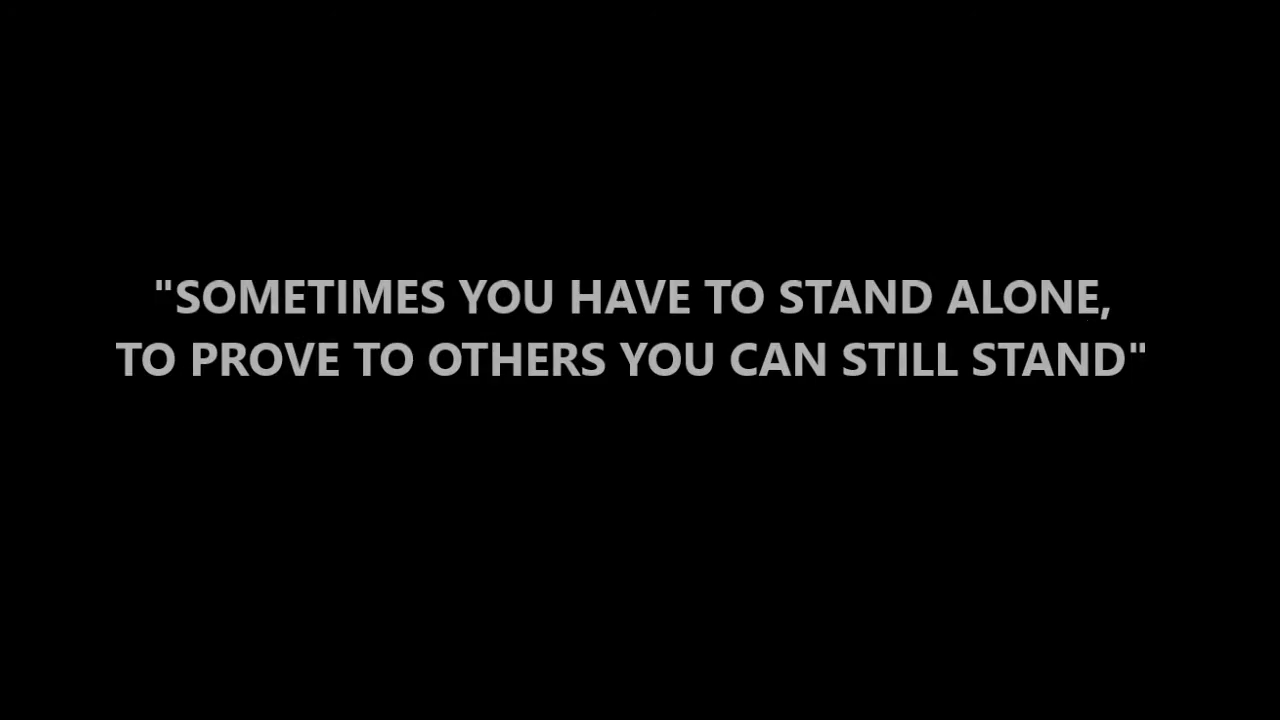 "SOMETIMES YOU HAVE TO STAND ALONE,
TO PROVE TO OTHERS YOU CAN STILL STAND"